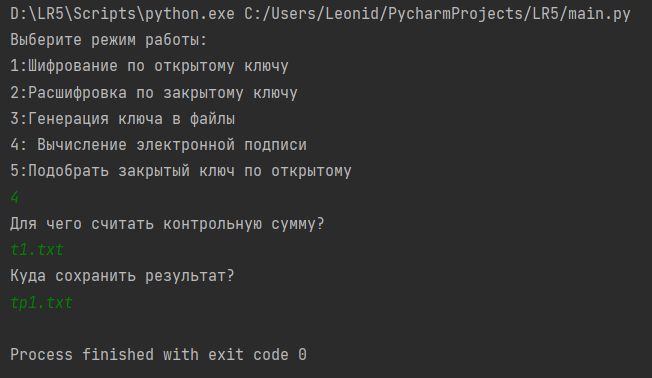 D:\LR5\Scripts\python.exe C:/Users/Leonid/PycharmProjects/LR5/main.py
Выберите режим работы:
1:Шифрование по открытому ключу
2:Расшифровка по закрытому ключу
3:Генерация ключа в файлы
4: Вычисление электронной подписи
5:Подобрать закрытый ключ по открытому
4
Для чего считать контрольную сумму?
t1.txt
Куда сохранить результат?
tp1.txt
Process finished with exit code 0